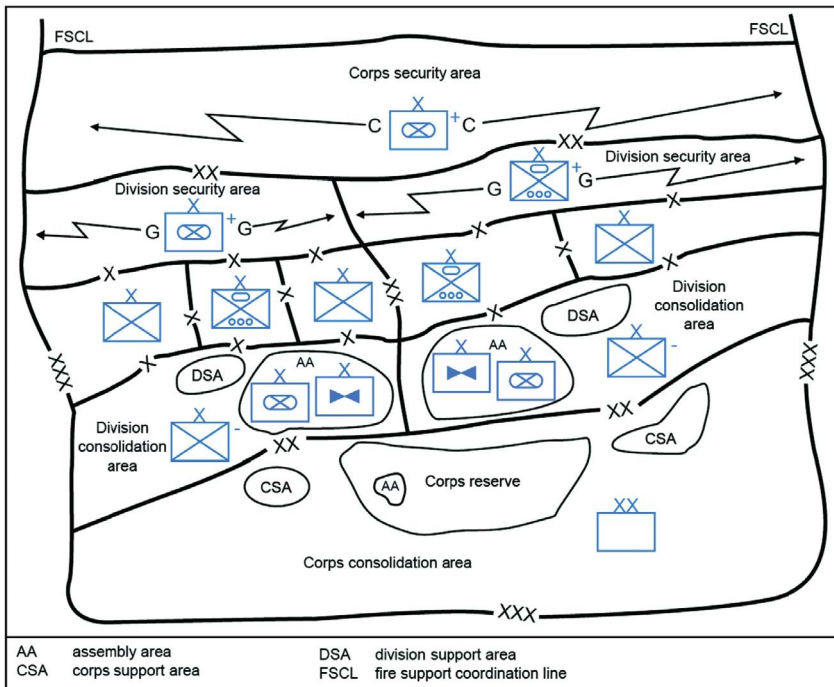 FSCL
FSCL
Corps security area
X
C
+
C
XX
XX
Division security area
Division security area
X
+
G
G
X
X
+
G
G
X
X
X
X
X
X
X
X
X
X
X
X
X
X
XX
Division
consolidation
area
DSA
X
X
X
X
X
-
XXX
XXX
AA
AA
X
X
X
X
DSA
X
-
XX
Division
consolidation
area
XX
CSA
CSA
AA
Corps reserve
XX
Corps consolidation area
XXX
AA assembly area
CSA corps support area
DSA division support area
FSCL fire support coordination line